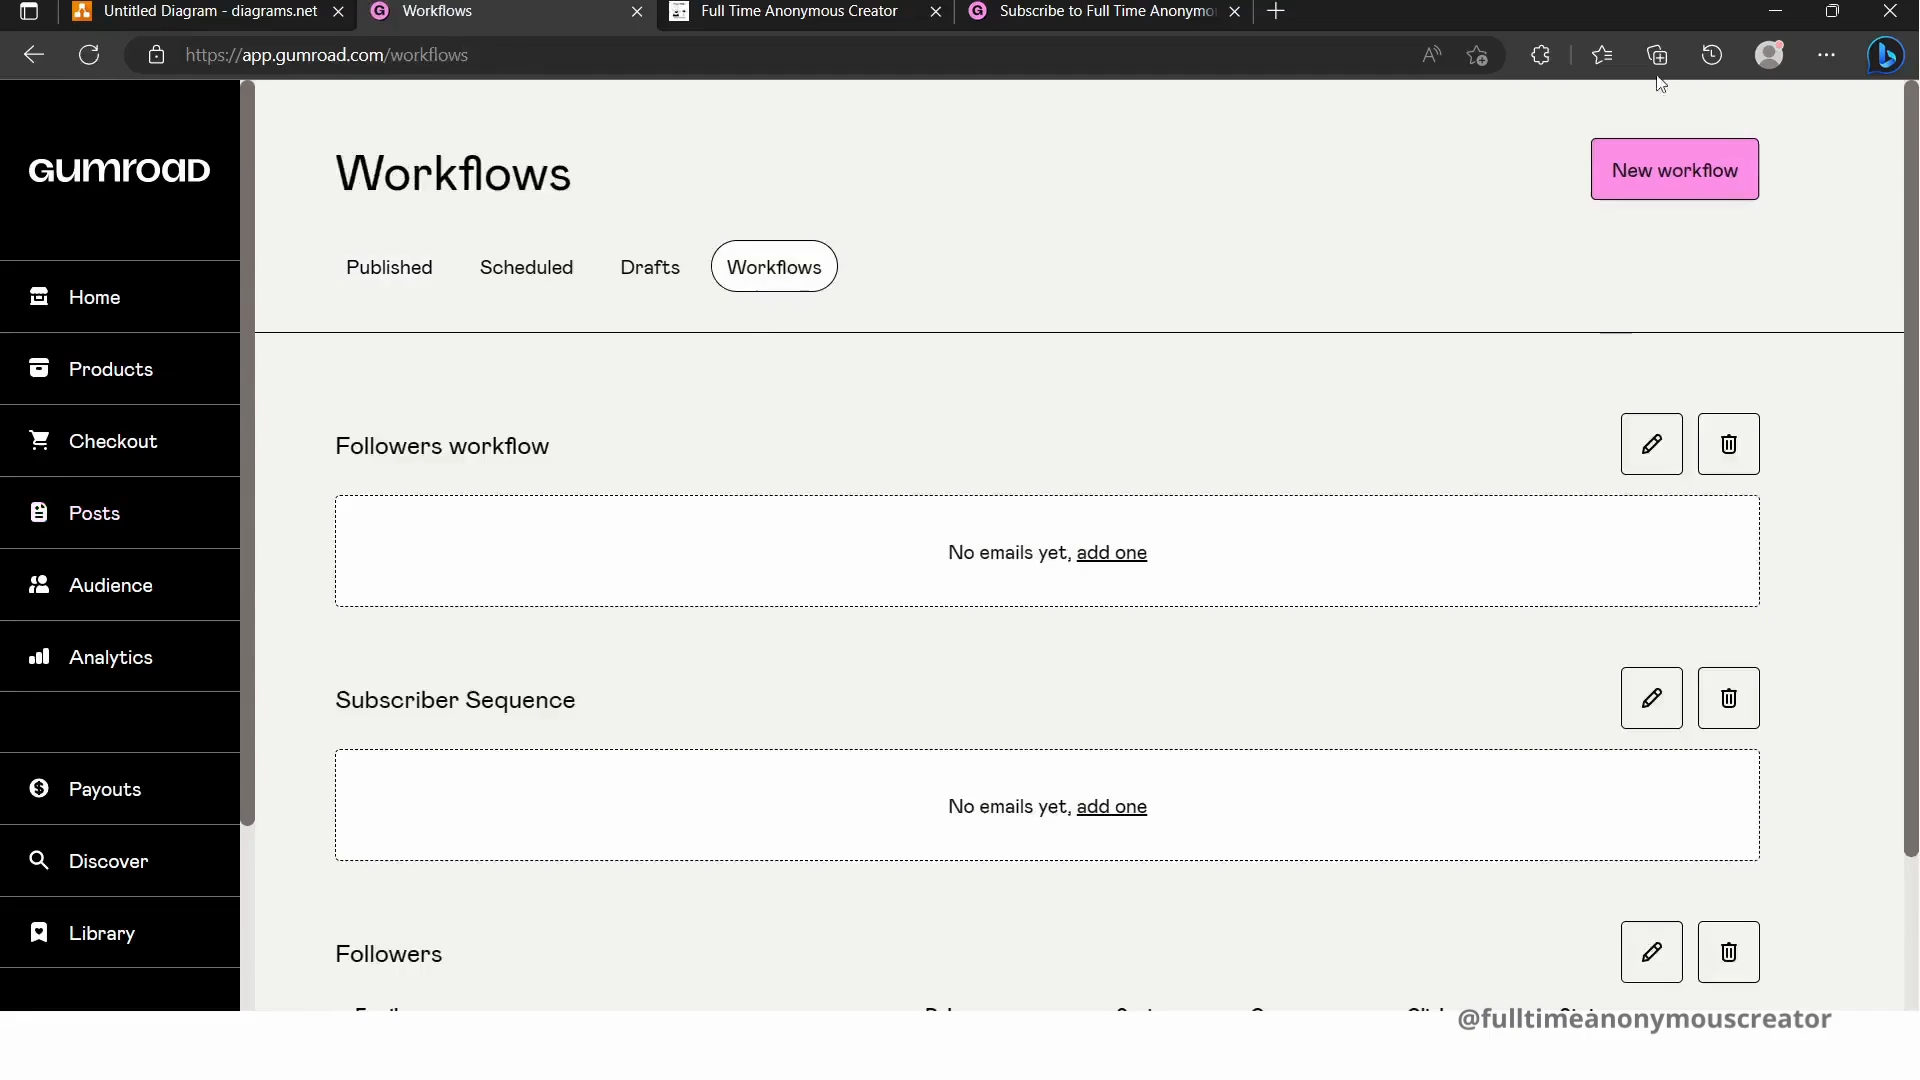 Untitled Diagram - diagrams.net
Workflows
Full Time Anonymous Creator
Subscribe to Full Time Anonymo
https://app.gumroad.com/workflows
GUMROAD
Home
Products
Checkout
Posts
Audience
Analytics
Payouts
Discover
Library
Workflows
New workflow
Published
Scheduled
Drafts
Workflows
Followers workflow
No emails yet, add one
Subscriber Sequence
No emails yet, add one
Followers
@fulltimeanonymouscreator